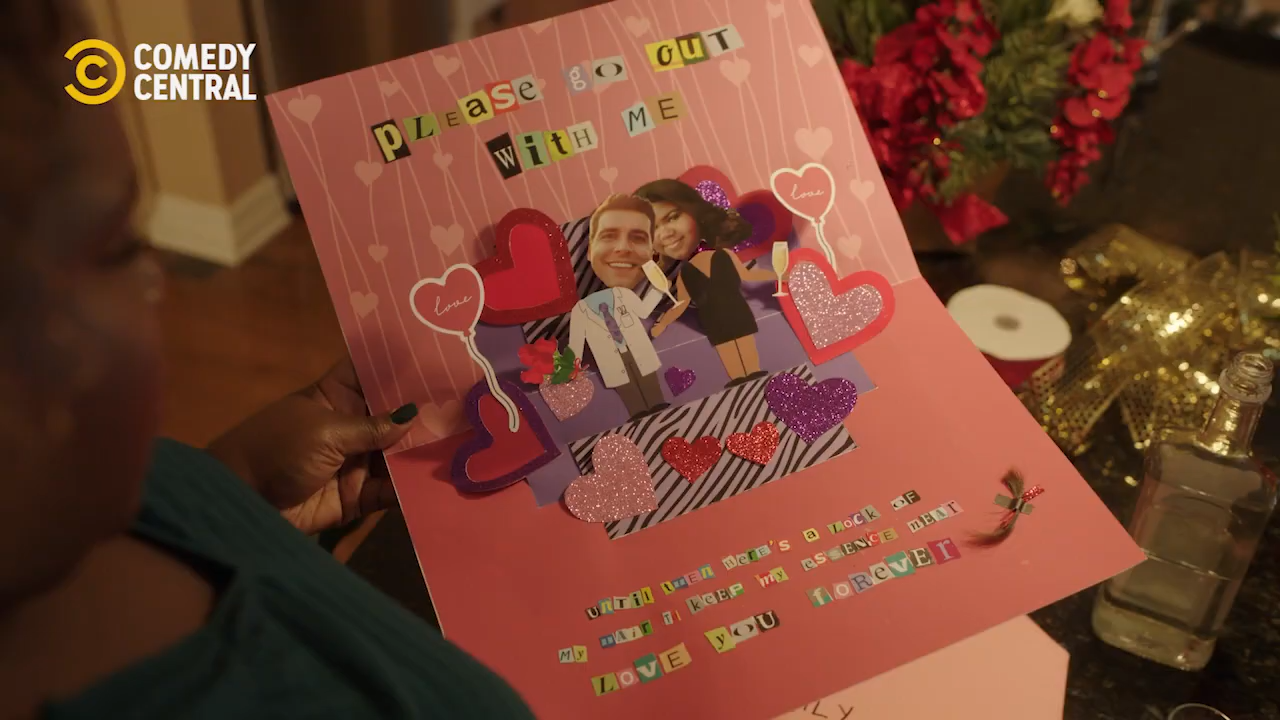 COMEDY
CENTRAL
pLEasE gO OUT
WitH ME
love
love
UNTIL THEN HERE'S A LOCK OF
MY HAIR TO KEEP MY ESSENCE NEAR
LOVE yOU forever